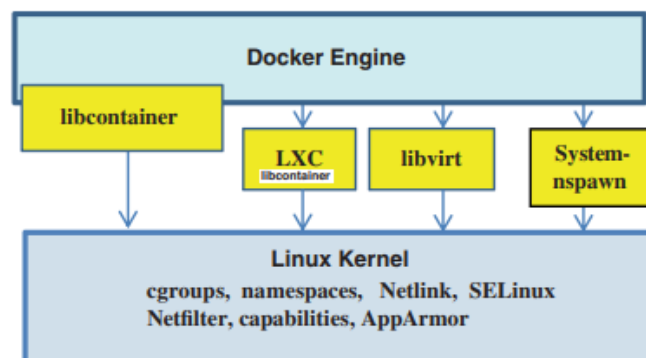 Docker Engine
libcontainer
LXC
libcontainer
libvirt
System-
nspawn
Linux Kernel
cgroups, namespaces, Netlink, SELinux
Netfilter, capabilities, AppArmor